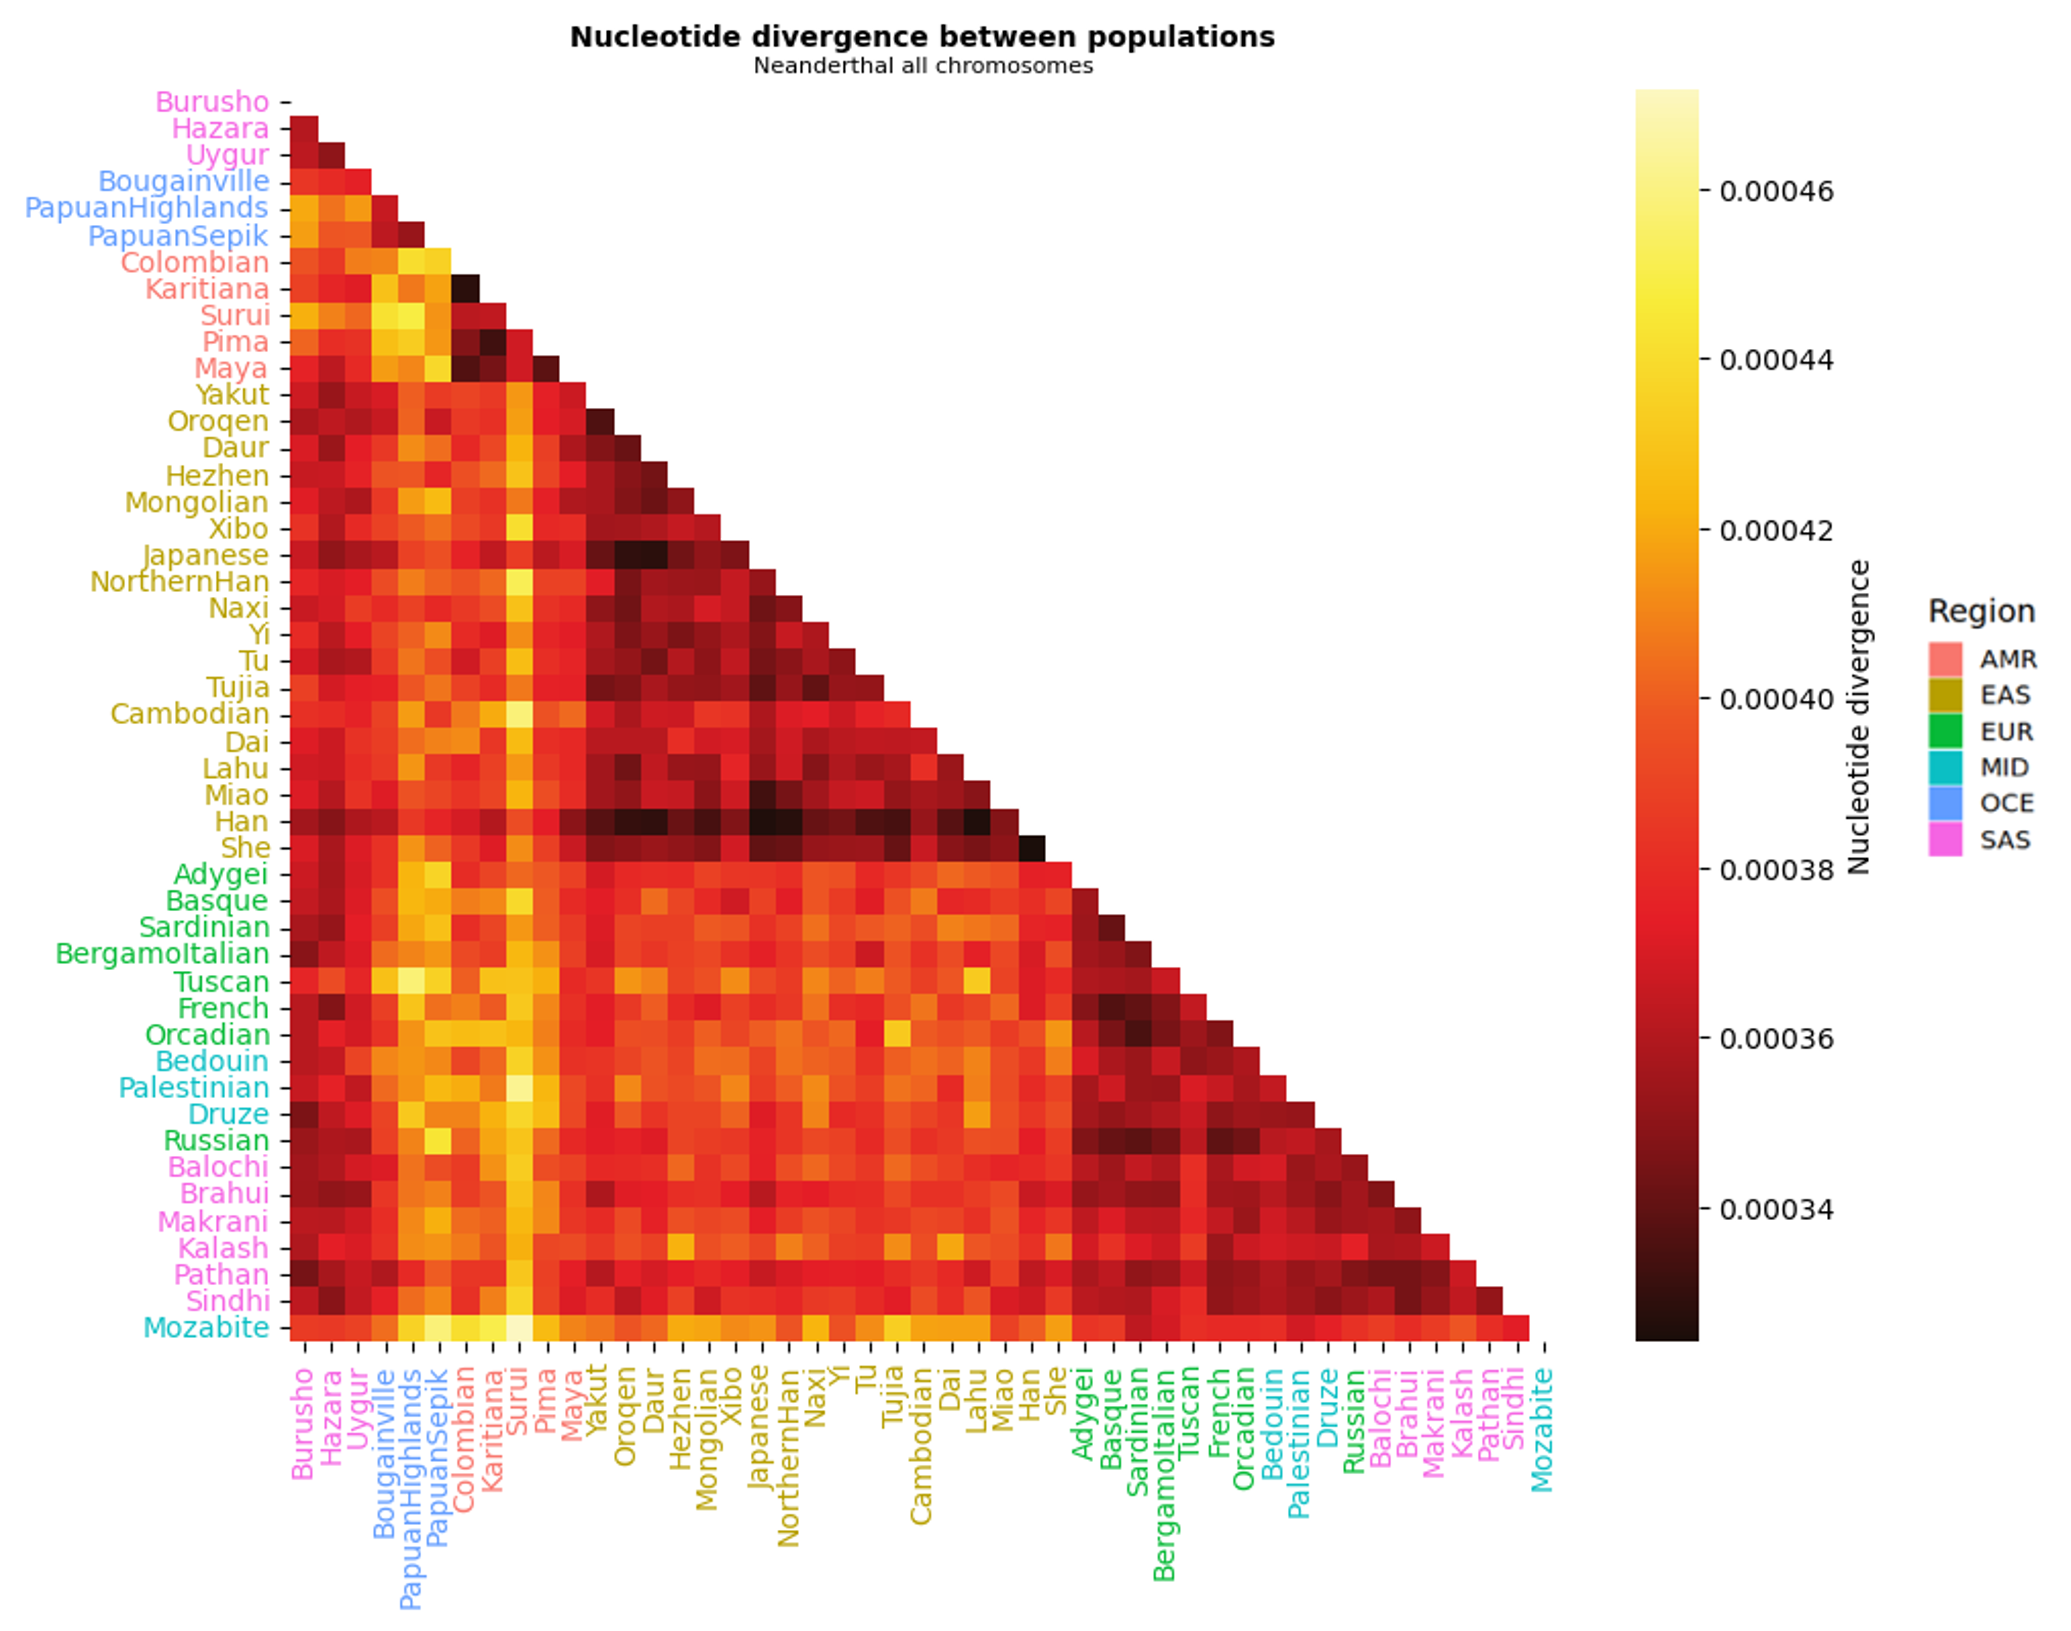 Nucleotide divergence between populations
Neanderthal all chromosomes
Burusho
Hazara
Uygur
Bougainville
PapuanHighlands
PapuanSepik
Colombian
Karitiana
Surui
Pima
Maya
Yakut
Oroqen
Daur
Hezhen
Mongolian
Xibo
Japanese
NorthernHan
Naxi
Yi
Tu
Tujia
Cambodian
Dai
Lahu
Miao
Han
She
Adygei
Basque
Sardinian
BergamoItalian
Tuscan
French
Orcadian
Bedouin
Palestinian
Druze
Russian
Balochi
Brahui
Makrani
Kalash
Pathan
Sindhi
Mozabite
Burusho
Hazara
Uygur
Bougainville
PapuanHighlands
PapuanSepik
Colombian
Karitiana
Surui
Pima
Maya
Yakut
Oroqen
Daur
Hezhen
Mongolian
Xibo
Japanese
NorthernHan
Naxi
Yi
Tu
Tujia
Cambodian
Dai
Lahu
Miao
Han
She
Adygei
Basque
Sardinian
BergamoItalian
Tuscan
French
Orcadian
Bedouin
Palestinian
Druze
Russian
Balochi
Brahui
Makrani
Kalash
Pathan
Sindhi
Mozabite
0.00046
0.00044
0.00042
0.00040
0.00038
0.00036
0.00034
Nucleotide divergence
Region
AMR
EAS
EUR
MID
OCE
SAS